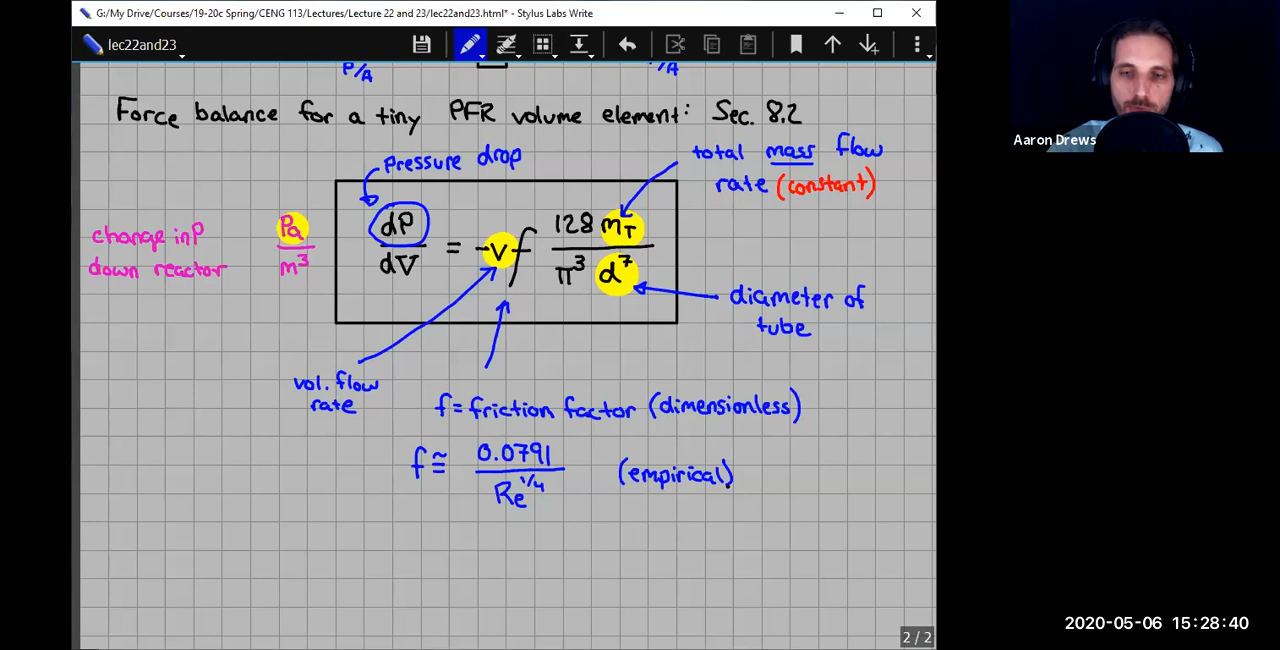 G:/My Drive/Courses/19-20c Spring/CENG 113/Lectures/Lecture 22 and 23/lec22and23.html* - Stylus Labs Write
lec22and23
P/A
P/A
Force balance for a tiny PFR volume element: Sec. 8.2
Pressure drop
total mass flow
rate (constant)
change in P
down reactor
Pa/m³
dP/dV = -v f 128 m_T / π³ d⁷
diameter of
tube
vol. flow
rate
f = friction factor (dimensionless)
f ≅ 0.0791/Re^1/4 (empirical)
2 / 2
Aaron Drews
2020-05-06 15:28:40